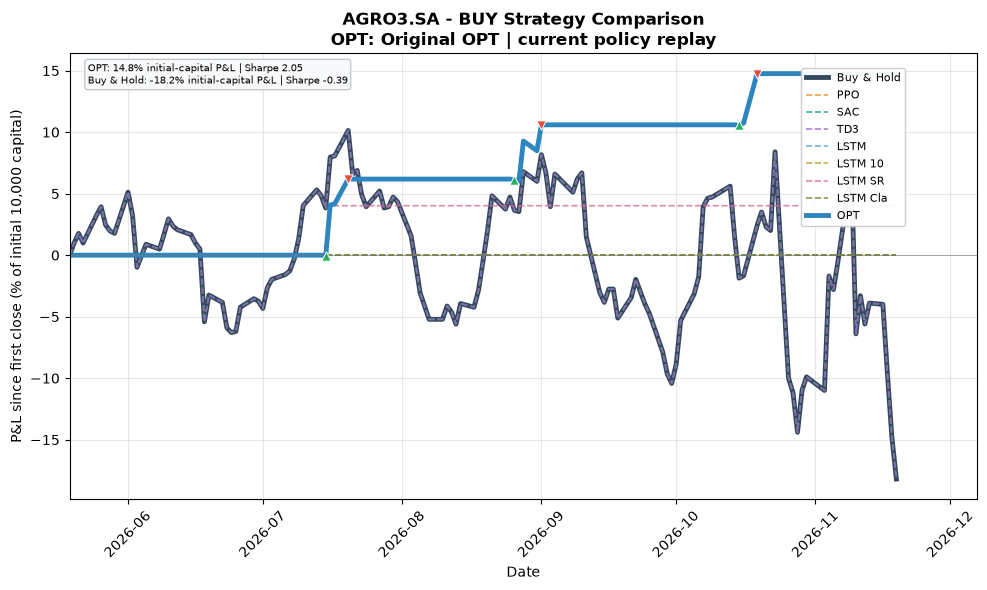 AGRO3.SA - BUY Strategy Comparison
OPT: Original OPT | current policy replay
OPT: 14.8% initial-capital P&L | Sharpe 2.05
Buy & Hold: -18.2% initial-capital P&L | Sharpe -0.39
Buy & Hold
PPO
SAC
TD3
LSTM
LSTM 10
LSTM SR
LSTM Cla
OPT
P&L since first close (% of initial 10,000 capital)
15
10
5
0
−5
−10
−15
2026-06
2026-07
2026-08
2026-09
2026-10
2026-11
2026-12
Date